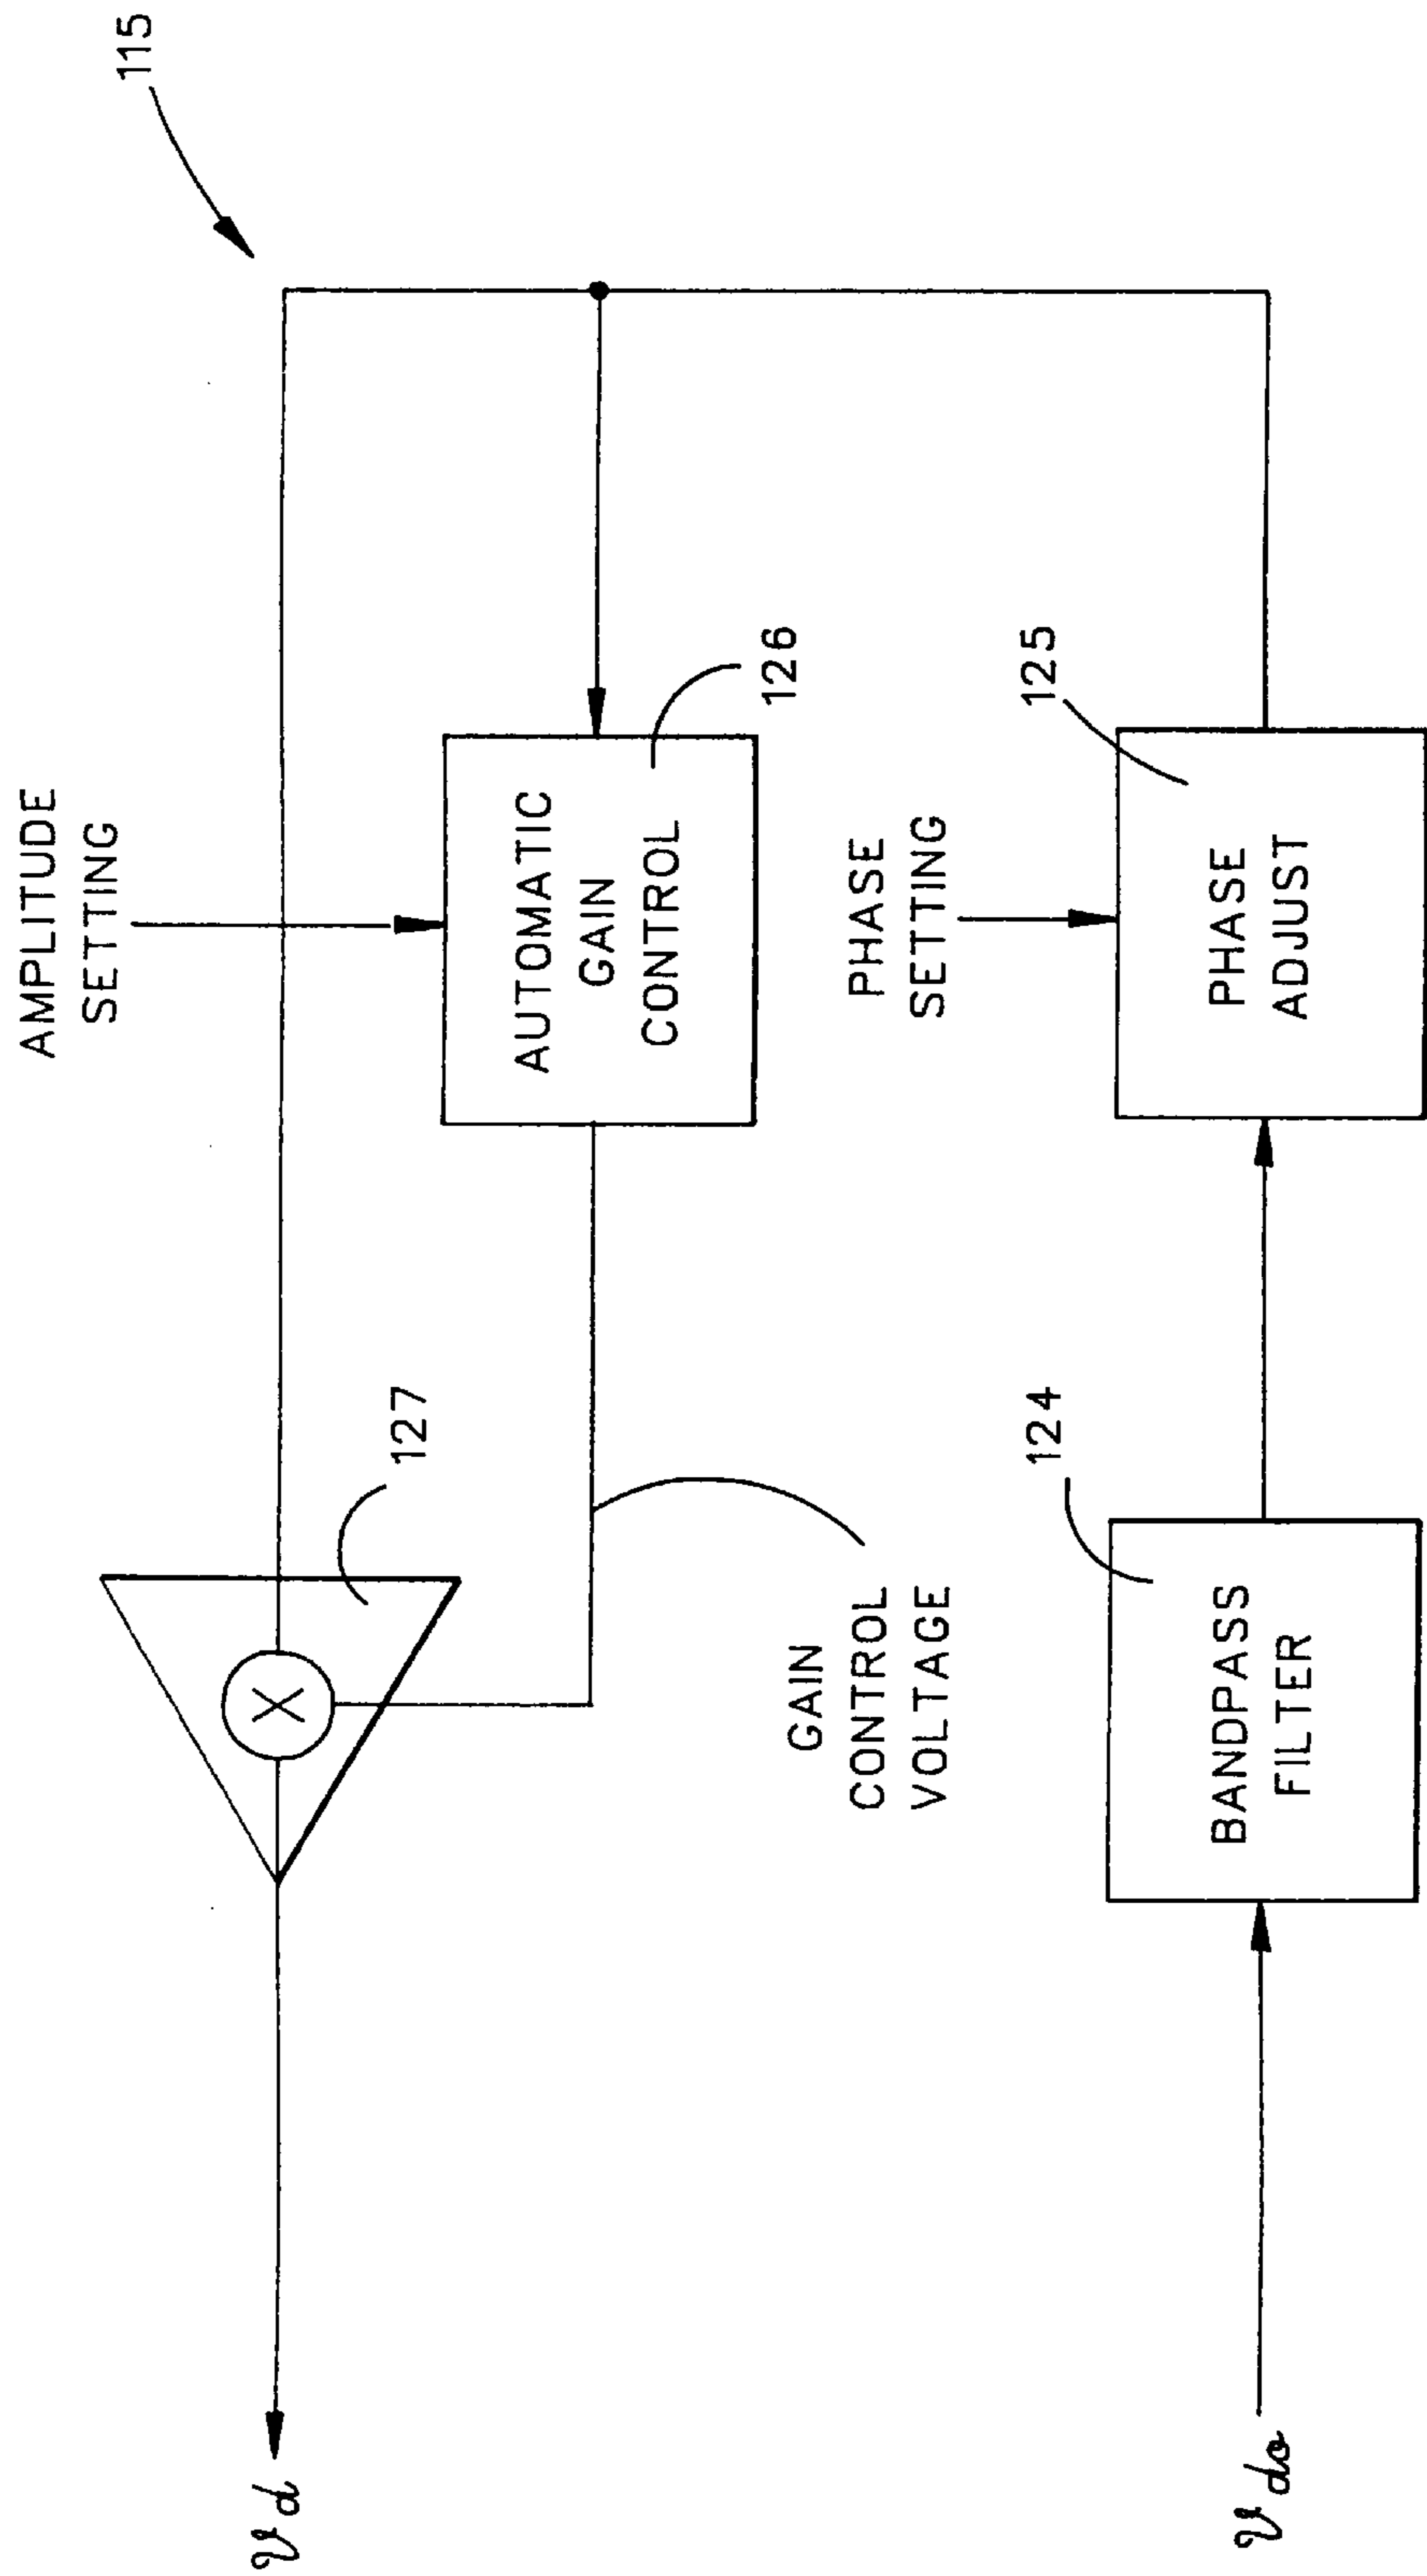 115
AMPLITUDE
SETTING
127
AUTOMATIC
GAIN
CONTROL
126
vd
GAIN
CONTROL
VOLTAGE
PHASE
SETTING
124
125
BANDPASS
FILTER
PHASE
ADJUST
vdo
X